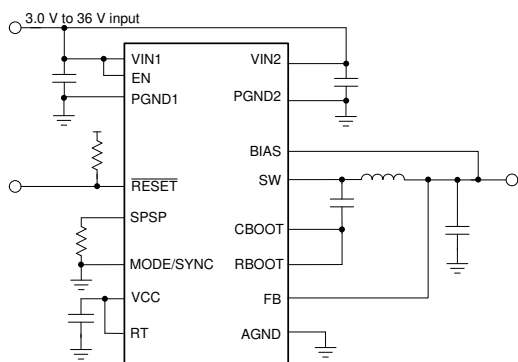 3.0 V to 36 V input
VIN1
EN
PGND1
RESET
SPSP
MODE/SYNC
VCC
RT
VIN2
PGND2
BIAS
SW
CBOOT
RBOOT
FB
AGND